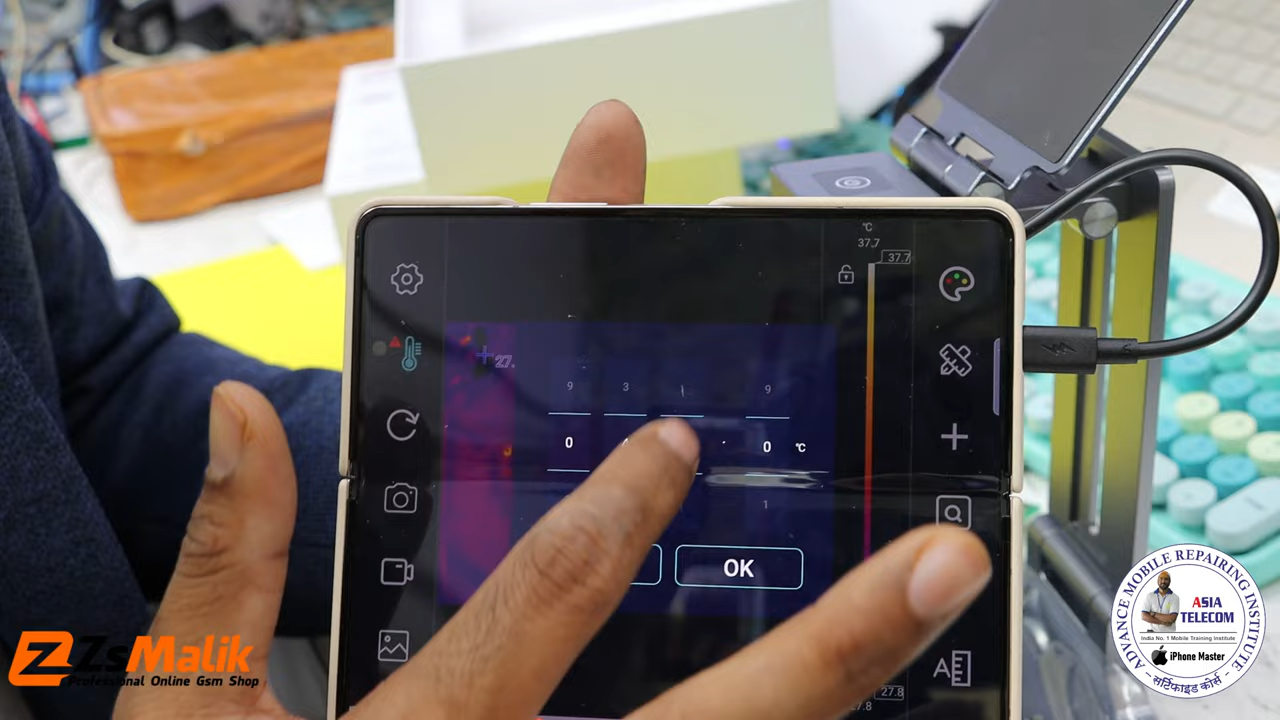 °C
37.7
37.7
27.
9 3 9
0 0 °C
1
OK
27.8
A
ZsMalik
Professional Online Gsm Shop
ADVANCE MOBILE REPAIRING INSTITUTE
ASIA
TELECOM
India No. 1 Mobile Training Institute
iPhone Master
सर्टिफाइड कोर्स